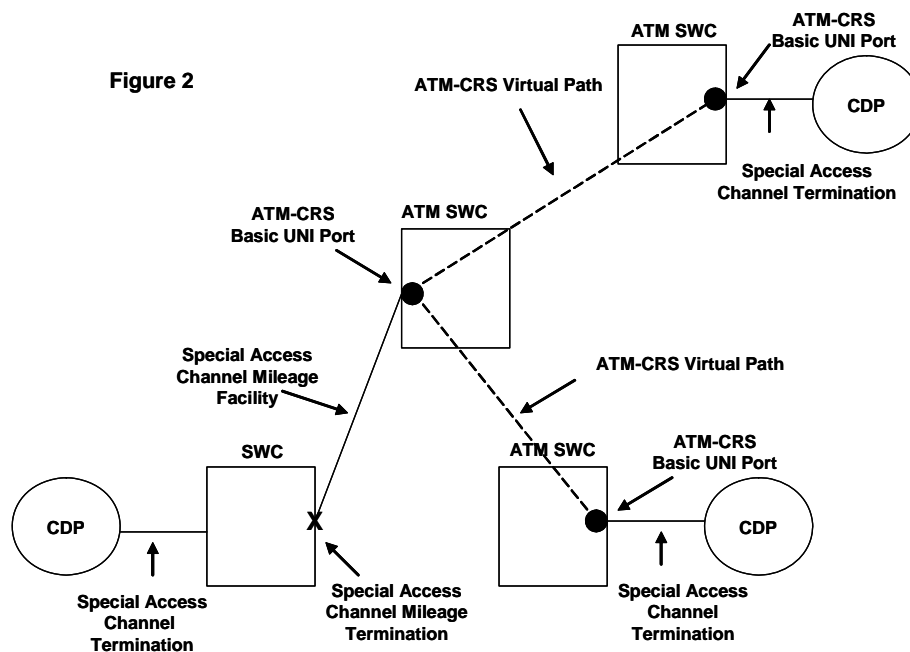 ATM-CRS
Basic UNI Port
ATM SWC
Figure 2
ATM-CRS Virtual Path
CDP
Special Access
Channel Termination
ATM-CRS
Basic UNI Port
ATM SWC
Special Access
Channel Mileage
Facility
ATM-CRS Virtual Path
SWC
ATM SWC
ATM-CRS
Basic UNI Port
CDP
CDP
X
Special Access
Channel
Termination
Special Access
Channel Mileage
Termination
Special Access
Channel
Termination